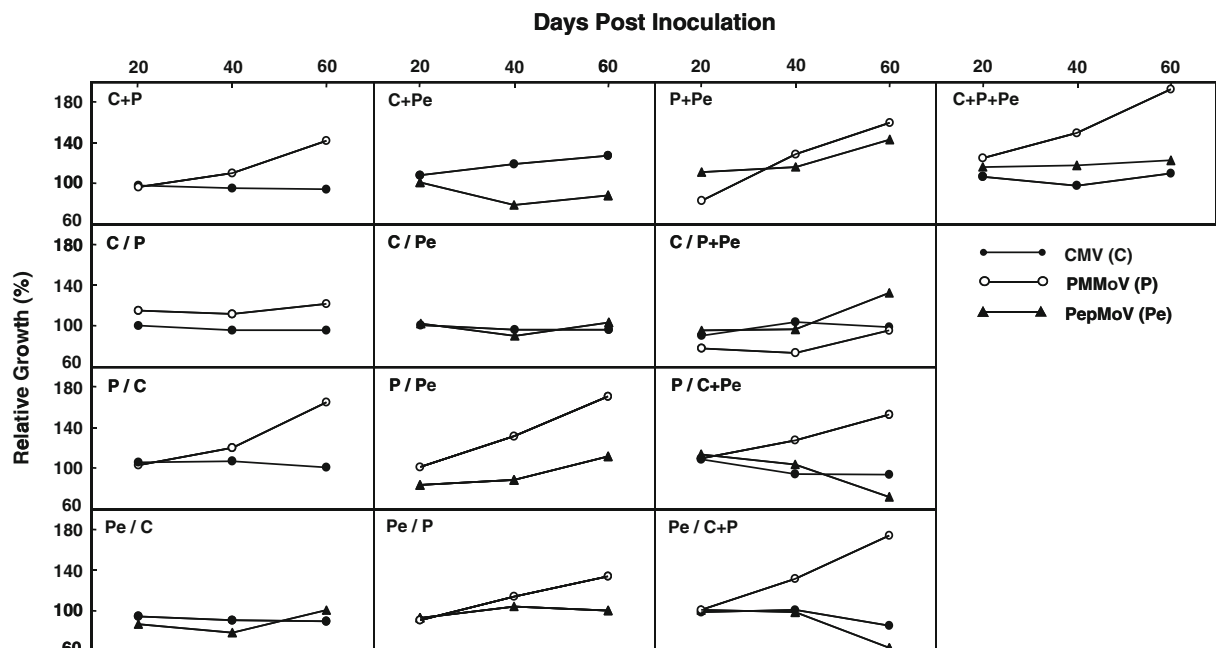 Days Post Inoculation
20 40 60 20 40 60 20 40 60 20 40 60
Relative Growth (%)
180 C+P C+Pe P+Pe C+P+Pe
140
100
60
180 C / P C / Pe C / P+Pe
140
100
60
CMV (C)
PMMoV (P)
PepMoV (Pe)
180 P / C P / Pe P / C+Pe
140
100
60
180 Pe / C Pe / P Pe / C+P
140
100
60